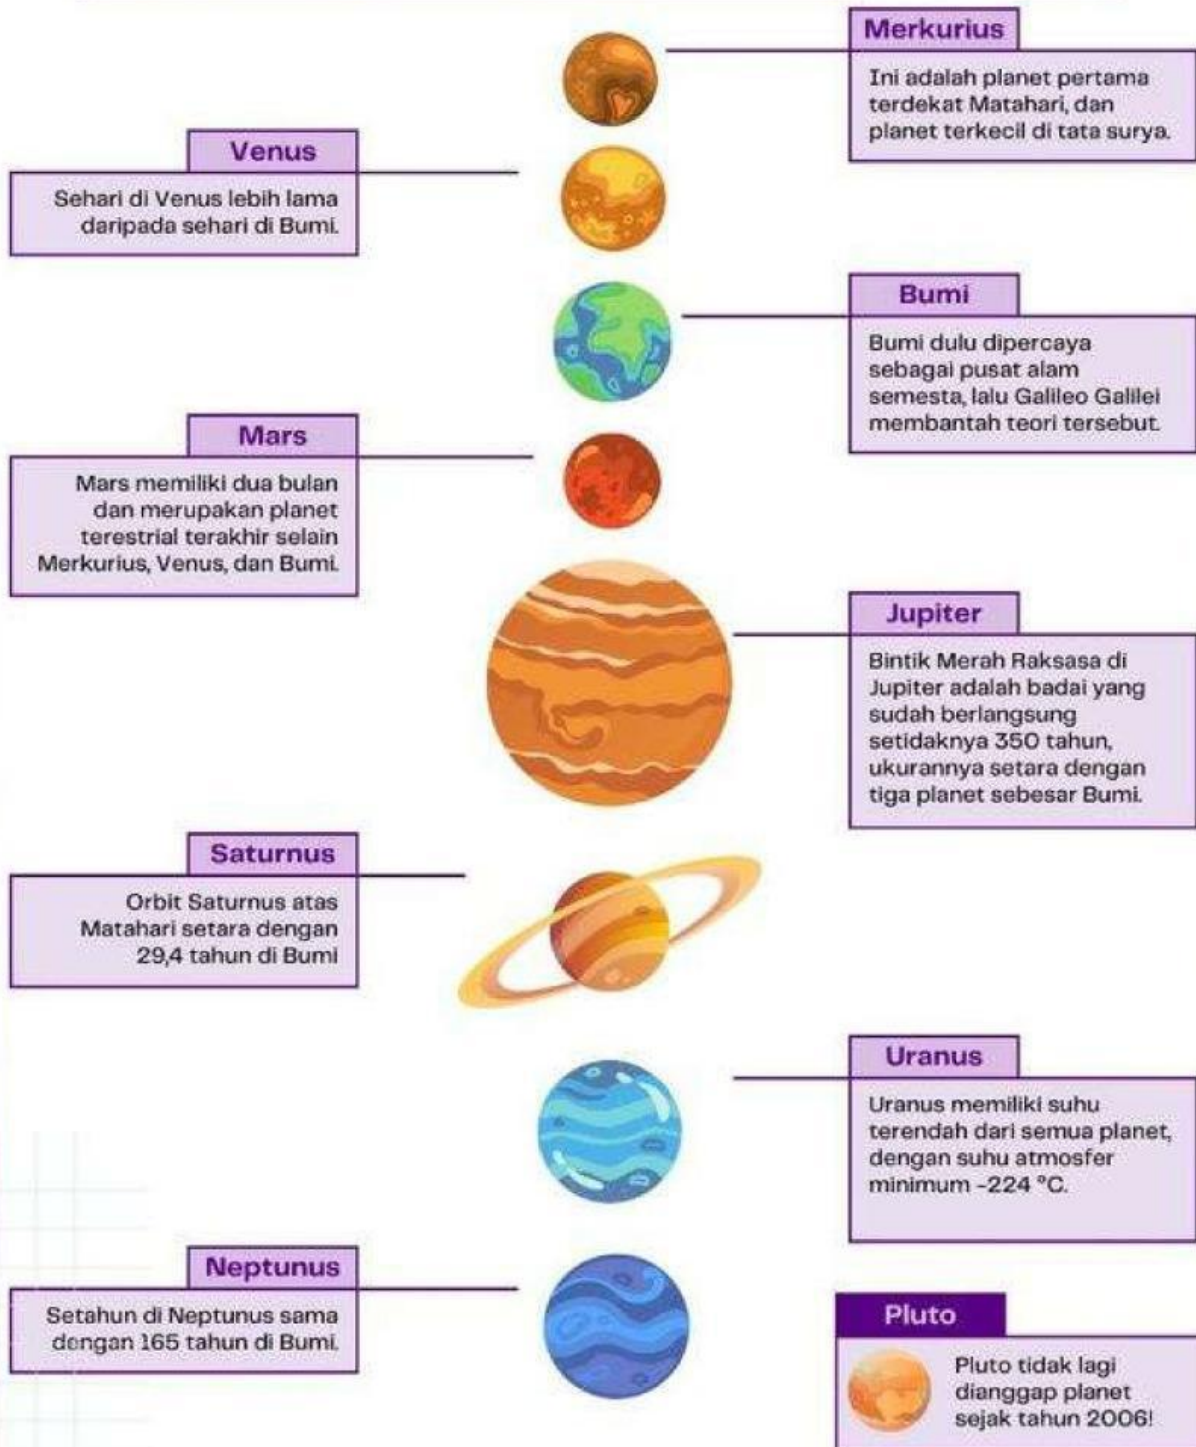 Merkurius
Ini adalah planet pertama
terdekat Matahari, dan
planet terkecil di tata surya.
Venus
Sehari di Venus lebih lama
daripada sehari di Bumi.
Bumi
Bumi dulu dipercaya
sebagai pusat alam
semesta, lalu Galileo Galilei
membantah teori tersebut.
Mars
Mars memiliki dua bulan
dan merupakan planet
terestrial terakhir selain
Merkurius, Venus, dan Bumi.
Jupiter
Bintik Merah Raksasa di
Jupiter adalah badai yang
sudah berlangsung
setidaknya 350 tahun,
ukurannya setara dengan
tiga planet sebesar Bumi.
Saturnus
Orbit Saturnus atas
Matahari setara dengan
29,4 tahun di Bumi
Uranus
Uranus memiliki suhu
terendah dari semua planet,
dengan suhu atmosfer
minimum -224 °C.
Neptunus
Setahun di Neptunus sama
dengan 165 tahun di Bumi.
Pluto
Pluto tidak lagi
dianggap planet
sejak tahun 2006!